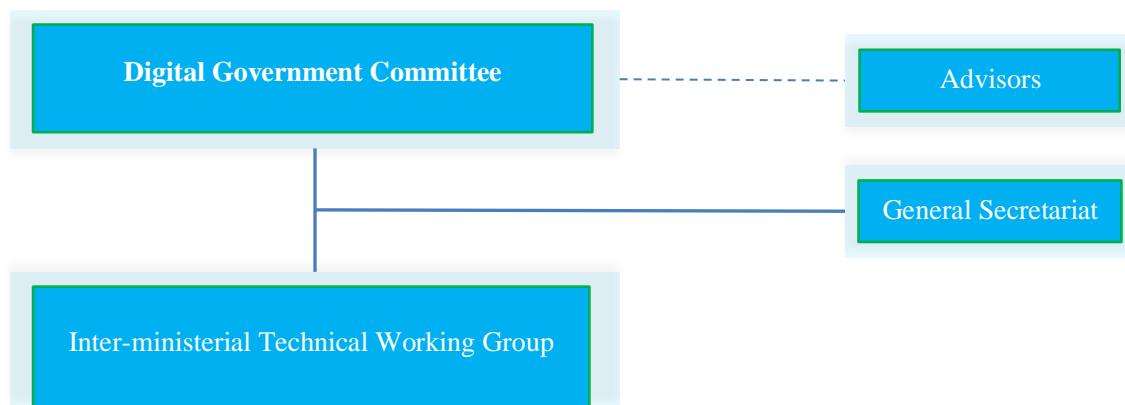 Digital Government Committee
Advisors
General Secretariat
Inter-ministerial Technical Working Group